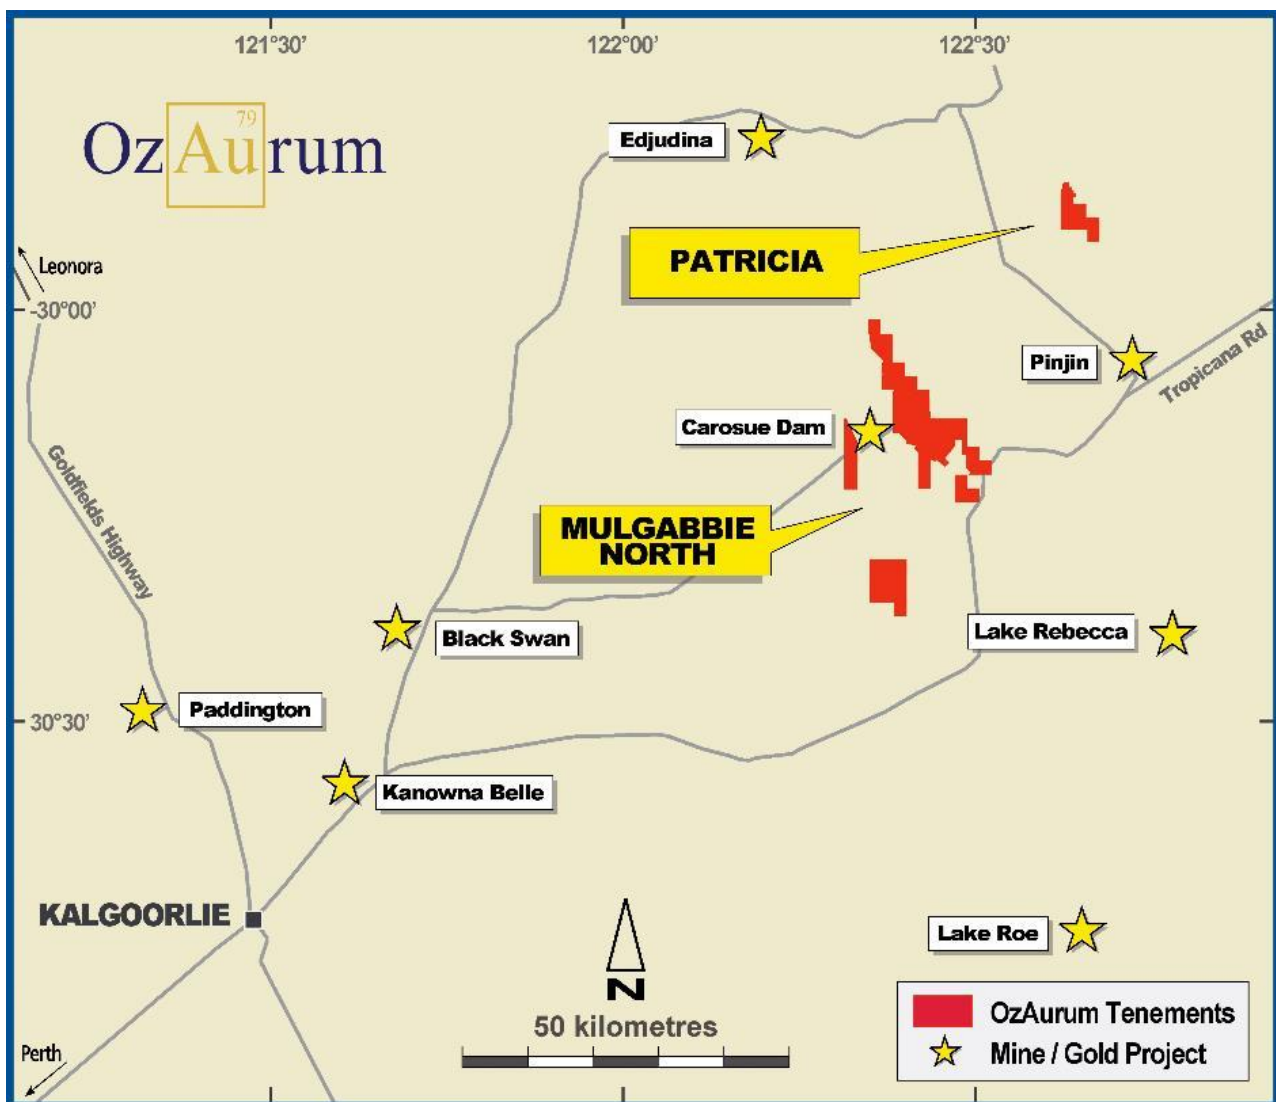 121°30’
122°00’
122°30’
79
OzAurum
Edjudina
PATRICIA
Leonora
-30°00’
Pinjin
Tropicana Rd
Carosue Dam
Goldfields Highway
MULGABBIE
NORTH
Black Swan
Lake Rebecca
Paddington
30°30’
Kanowna Belle
KALGOORLIE
Lake Roe
N
50 kilometres
OzAurum Tenements
Mine / Gold Project
Perth